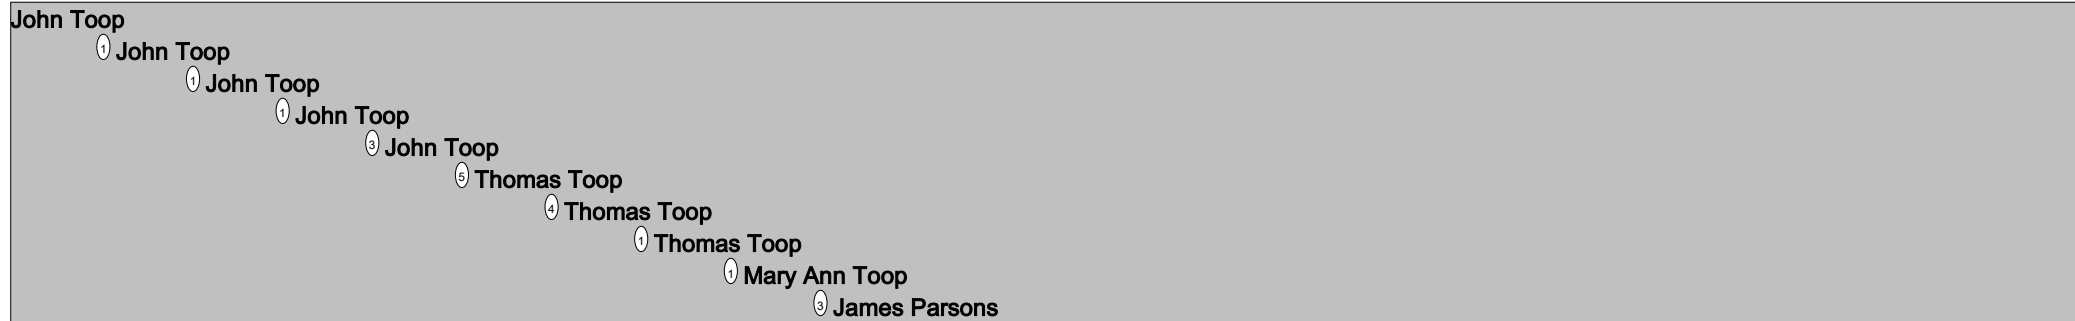 John Toop
1 John Toop
1 John Toop
1 John Toop
3 John Toop
5 Thomas Toop
4 Thomas Toop
1 Thomas Toop
1 Mary Ann Toop
3 James Parsons